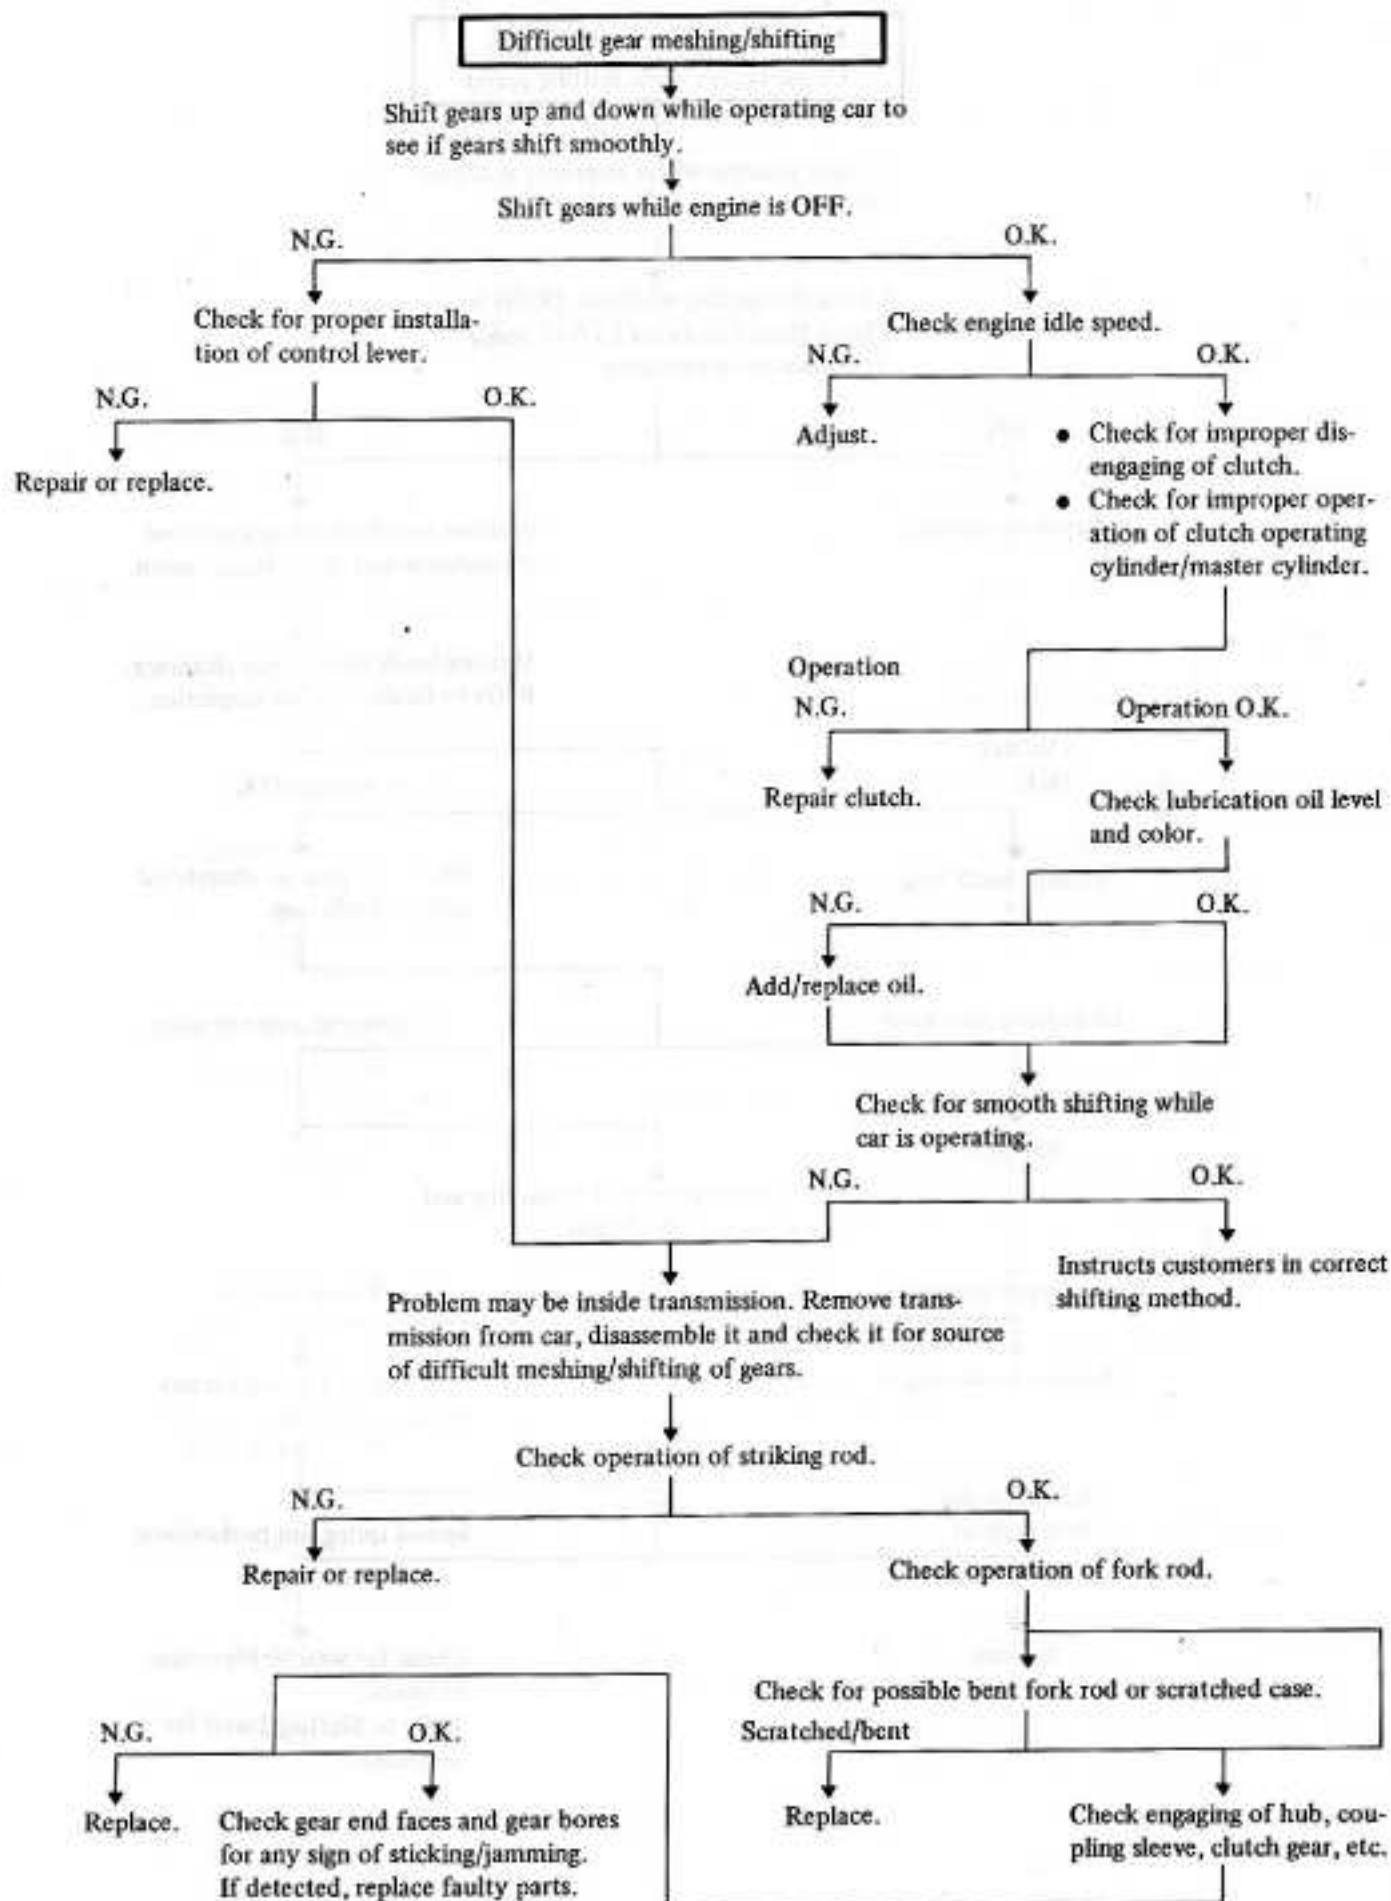 Difficult gear meshing/shifting
Shift gears up and down while operating car to
see if gears shift smoothly.
Shift gears while engine is OFF.
N.G.
O.K.
Check for proper installa-
tion of control lever.
Check engine idle speed.
N.G.
O.K.
N.G.
O.K.
Repair or replace.
Adjust.
● Check for improper dis-
engaging of clutch.
● Check for improper oper-
ation of clutch operating
cylinder/master cylinder.
Operation
N.G.
Operation O.K.
Repair clutch.
Check lubrication oil level
and color.
N.G.
O.K.
Add/replace oil.
Check for smooth shifting while
car is operating.
N.G.
O.K.
Instructs customers in correct
shifting method.
Problem may be inside transmission. Remove trans-
mission from car, disassemble it and check it for source
of difficult meshing/shifting of gears.
Check operation of striking rod.
N.G.
O.K.
Repair or replace.
Check operation of fork rod.
Check for possible bent fork rod or scratched case.
Scratched/bent
Replace.
Check engaging of hub, cou-
pling sleeve, clutch gear, etc.
N.G.
O.K.
Replace.
Check gear end faces and gear bores
for any sign of sticking/jamming.
If detected, replace faulty parts.